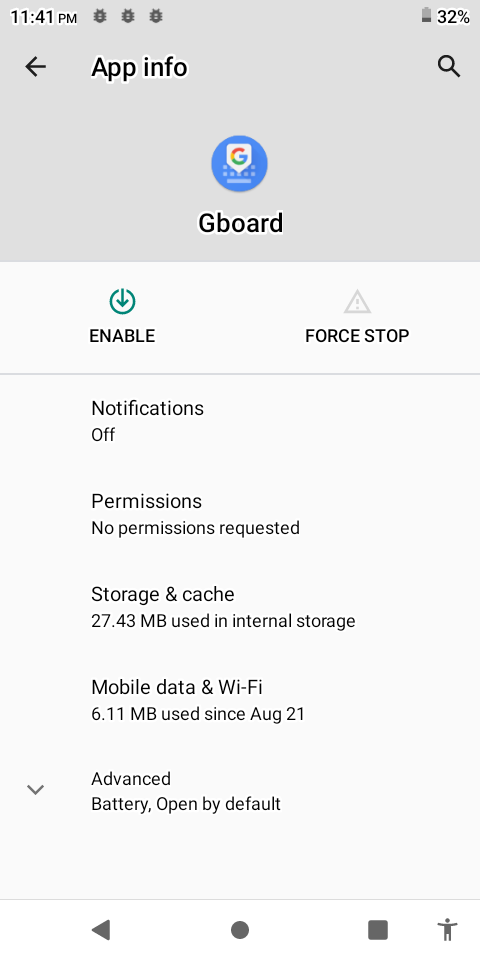 11:41 PM 32%
App info
Gboard
ENABLE FORCE STOP
Notifications
Off
Permissions
No permissions requested
Storage & cache
27.43 MB used in internal storage
Mobile data & Wi-Fi
6.11 MB used since Aug 21
Advanced
Battery, Open by default